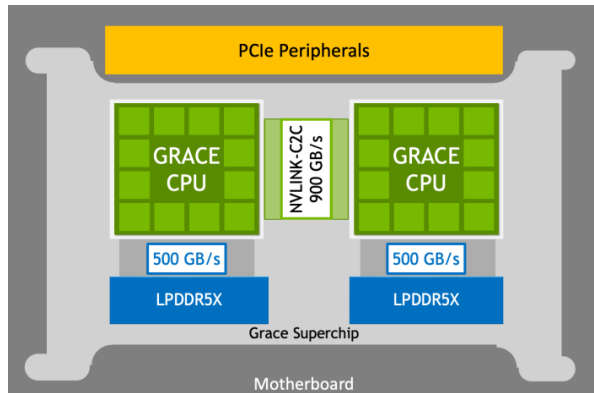 PCIe Peripherals
GRACE
CPU
NVLINK-C2C
900 GB/s
GRACE
CPU
500 GB/s
500 GB/s
LPDDR5X
LPDDR5X
Grace Superchip
Motherboard